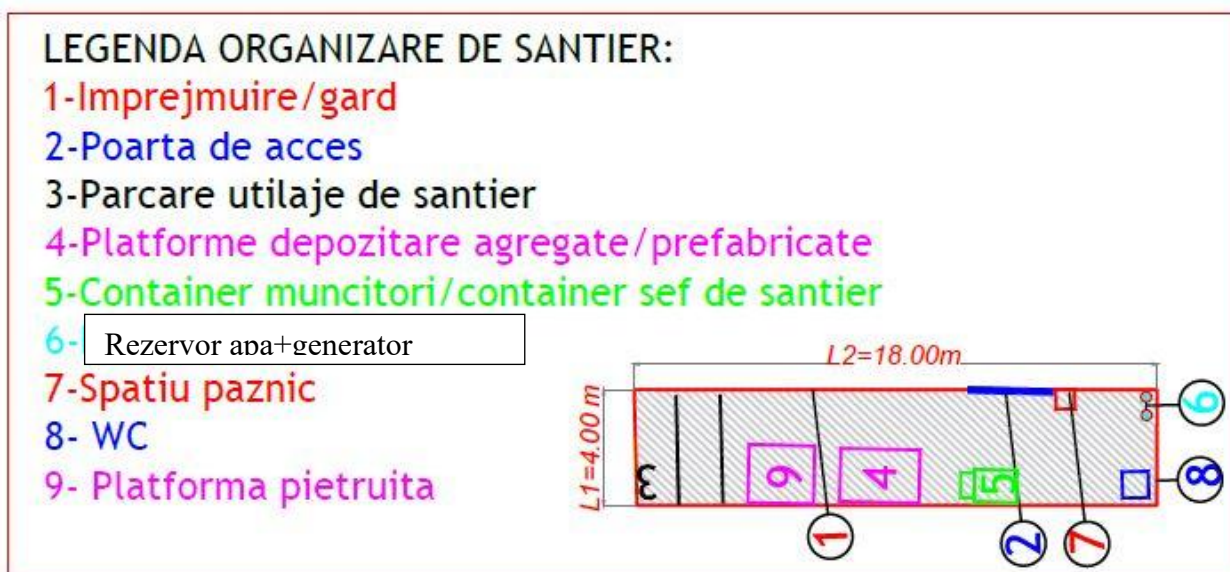 LEGENDA ORGANIZARE DE SANTIER:
1-Imprejmuire/gard
2-Poarta de acces
3-Parcare utilaje de santier
4-Platforme depozitare agregate/prefabricate
5-Container muncitori/container sef de santier
6-
Rezervor apa+generator
7-Spatiu paznic
8- WC
9- Platforma pietruita
L2=18.00m
L1=4.00 m
3
9
4
5
6
8
1
2
7